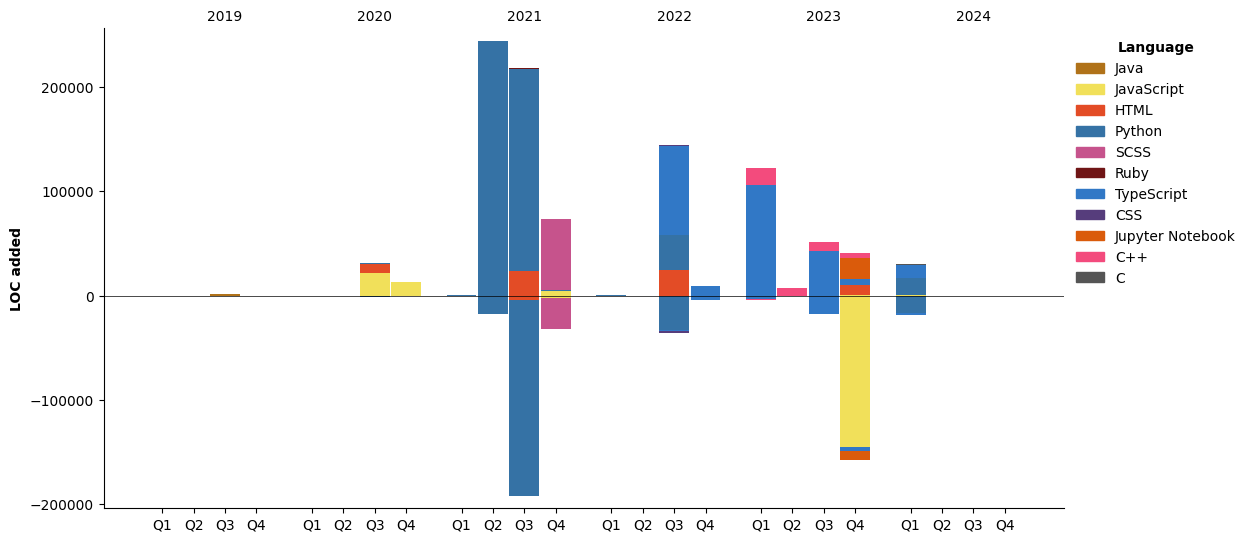 2019 2020 2021 2022 2023 2024
LOC added
200000
100000
0
−100000
−200000
Q1 Q2 Q3 Q4 Q1 Q2 Q3 Q4 Q1 Q2 Q3 Q4 Q1 Q2 Q3 Q4 Q1 Q2 Q3 Q4 Q1 Q2 Q3 Q4
Language
Java
JavaScript
HTML
Python
SCSS
Ruby
TypeScript
CSS
Jupyter Notebook
C++
C